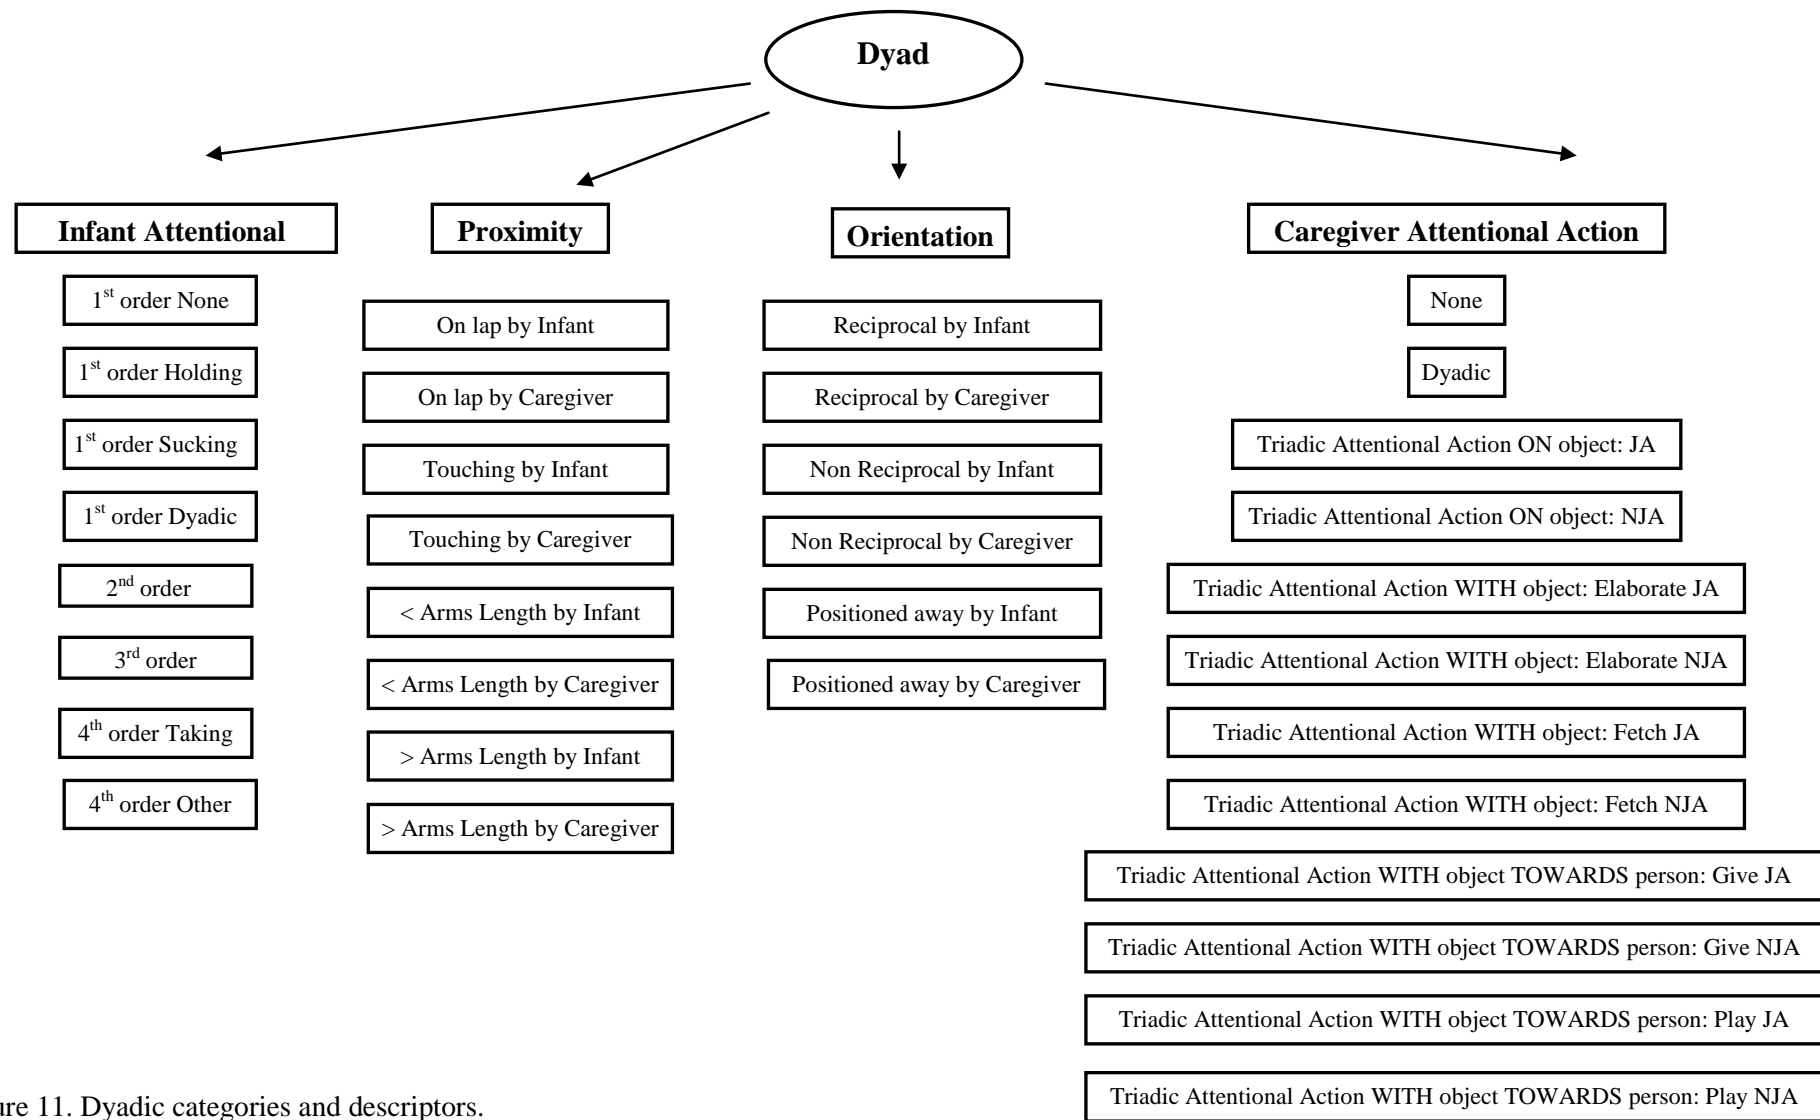 Dyad
Infant Attentional
1st order None
1st order Holding
1st order Sucking
1st order Dyadic
2nd order
3rd order
4th order Taking
4th order Other
Proximity
On lap by Infant
On lap by Caregiver
Touching by Infant
Touching by Caregiver
< Arms Length by Infant
< Arms Length by Caregiver
> Arms Length by Infant
> Arms Length by Caregiver
Orientation
Reciprocal by Infant
Reciprocal by Caregiver
Non Reciprocal by Infant
Non Reciprocal by Caregiver
Positioned away by Infant
Positioned away by Caregiver
Caregiver Attentional Action
None
Dyadic
Triadic Attentional Action ON object: JA
Triadic Attentional Action ON object: NJA
Triadic Attentional Action WITH object: Elaborate JA
Triadic Attentional Action WITH object: Elaborate NJA
Triadic Attentional Action WITH object: Fetch JA
Triadic Attentional Action WITH object: Fetch NJA
Triadic Attentional Action WITH object TOWARDS person: Give JA
Triadic Attentional Action WITH object TOWARDS person: Give NJA
Triadic Attentional Action WITH object TOWARDS person: Play JA
Triadic Attentional Action WITH object TOWARDS person: Play NJA
ure 11. Dyadic categories and descriptors.